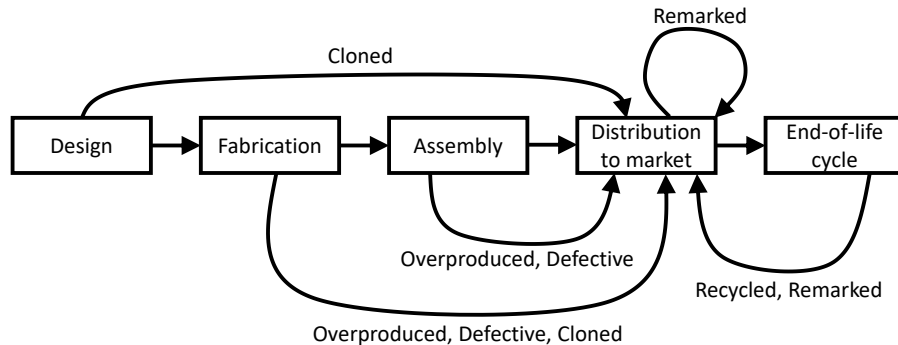 Remarked
Cloned
Design
Fabrication
Assembly
Distribution
to market
End-of-life
cycle
Overproduced, Defective
Recycled, Remarked
Overproduced, Defective, Cloned